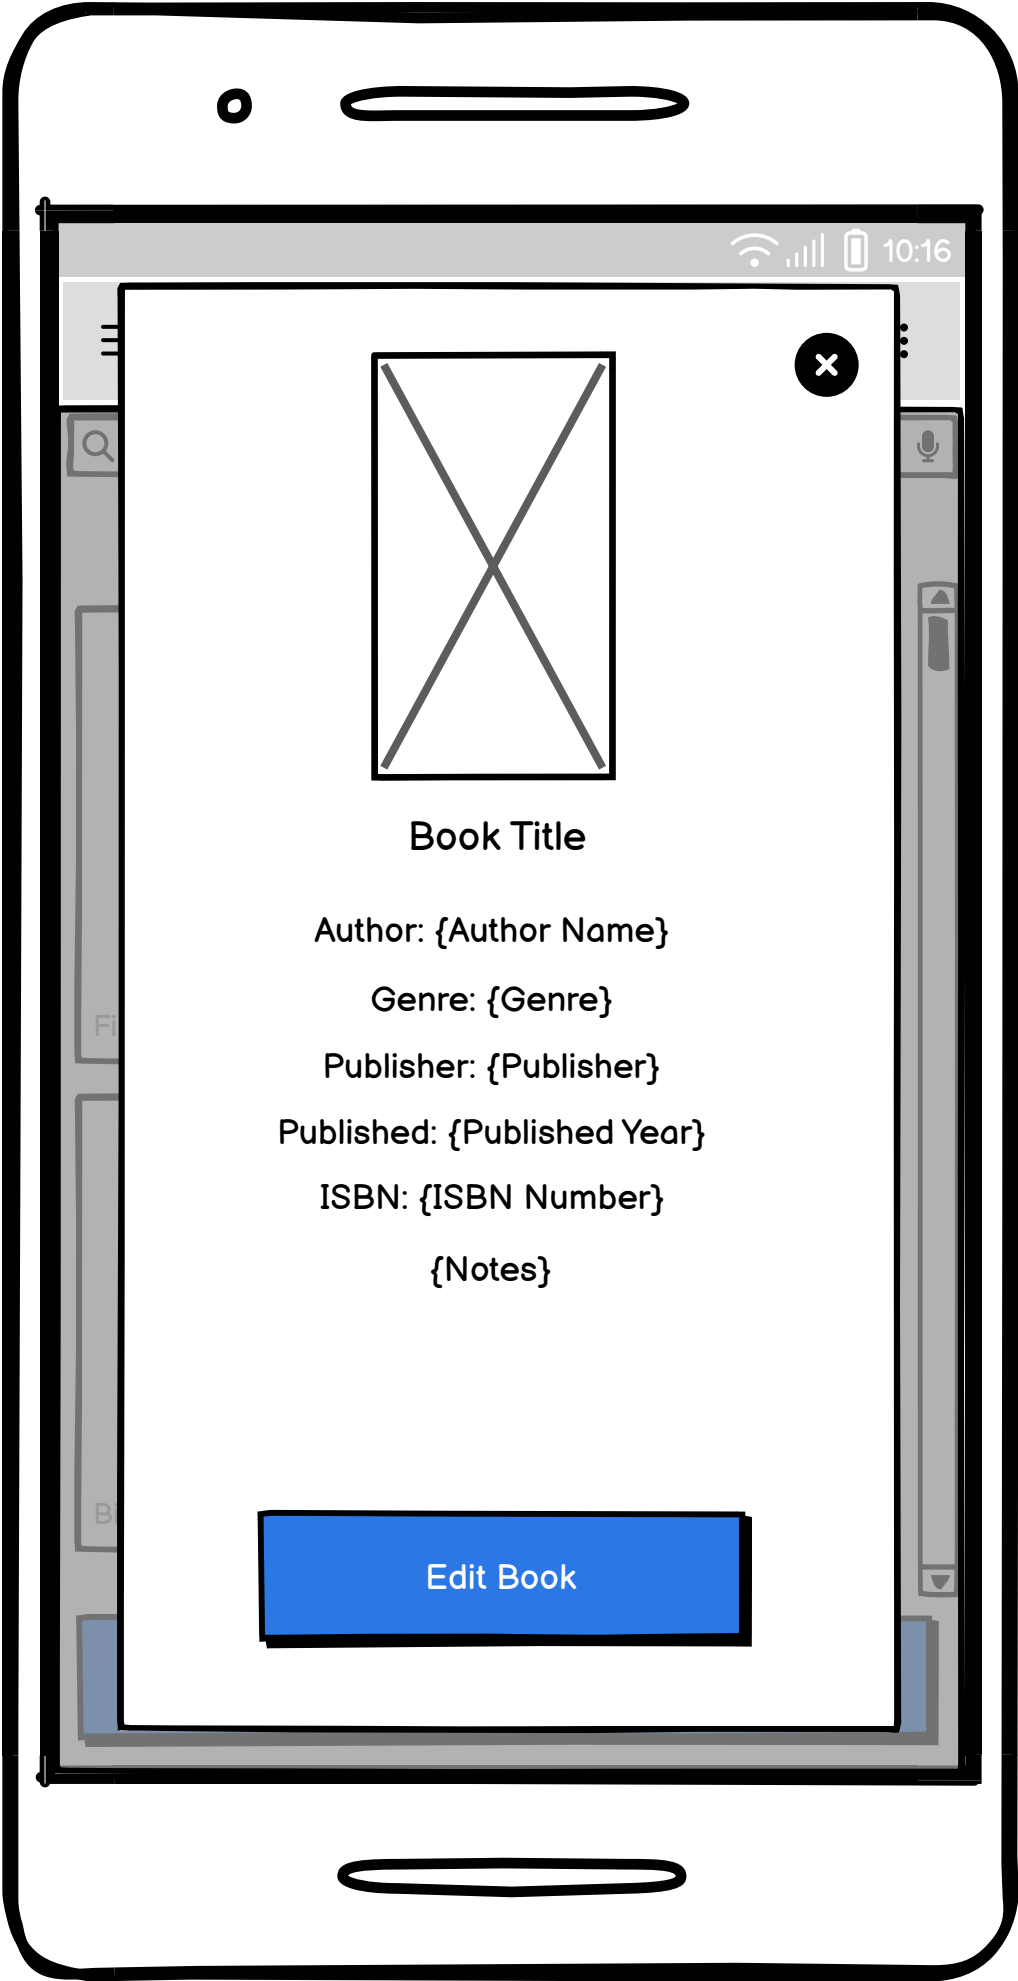 10:16
Book Title
Author: {Author Name}
Genre: {Genre}
Publisher: {Publisher}
Published: {Published Year}
ISBN: {ISBN Number}
{Notes}
Edit Book